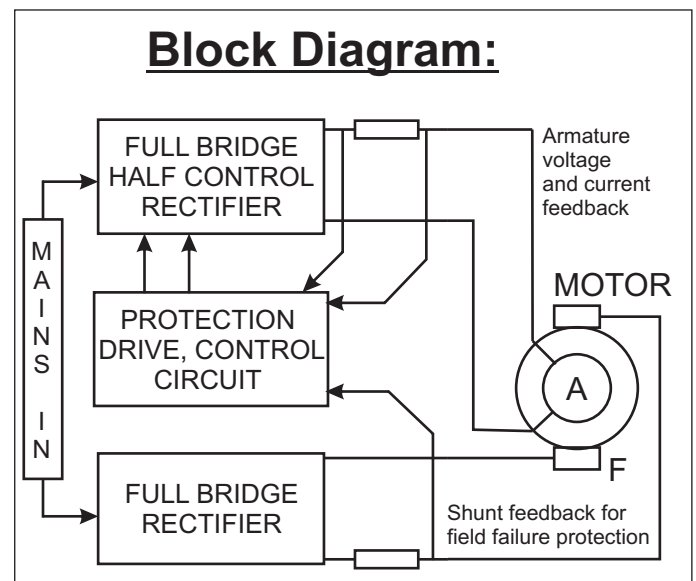 Block Diagram:
FULL BRIDGE
HALF CONTROL
RECTIFIER
Armature
voltage
and current
feedback
M
A
I
N
S
I
N
PROTECTION
DRIVE, CONTROL
CIRCUIT
MOTOR
A
F
FULL BRIDGE
RECTIFIER
Shunt feedback for
field failure protection